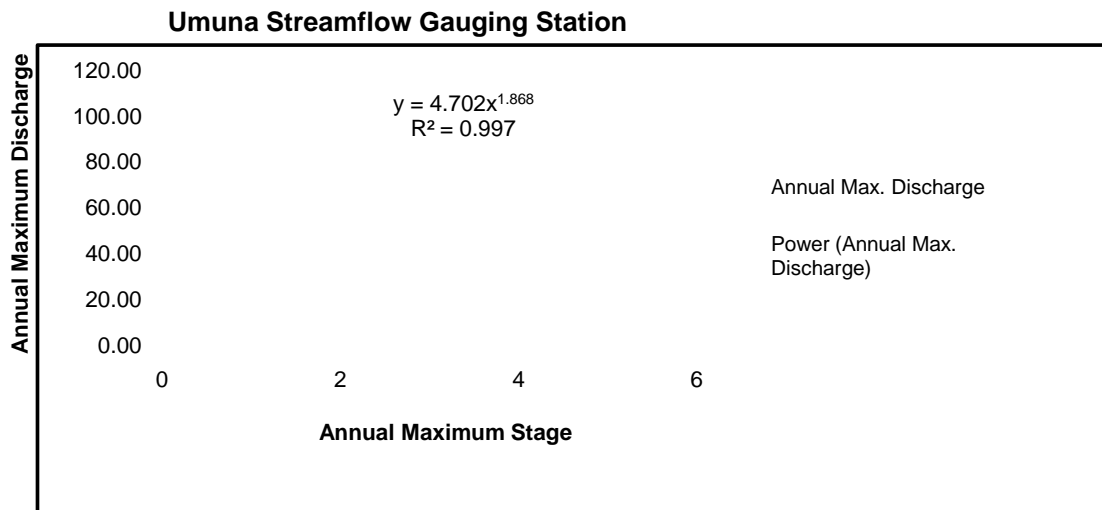 Umuna Streamflow Gauging Station
Annual Maximum Discharge
120.00
100.00
80.00
60.00
40.00
20.00
0.00
y = 4.702x^1.868
R² = 0.997
Annual Max. Discharge
Power (Annual Max.
Discharge)
0 2 4 6
Annual Maximum Stage